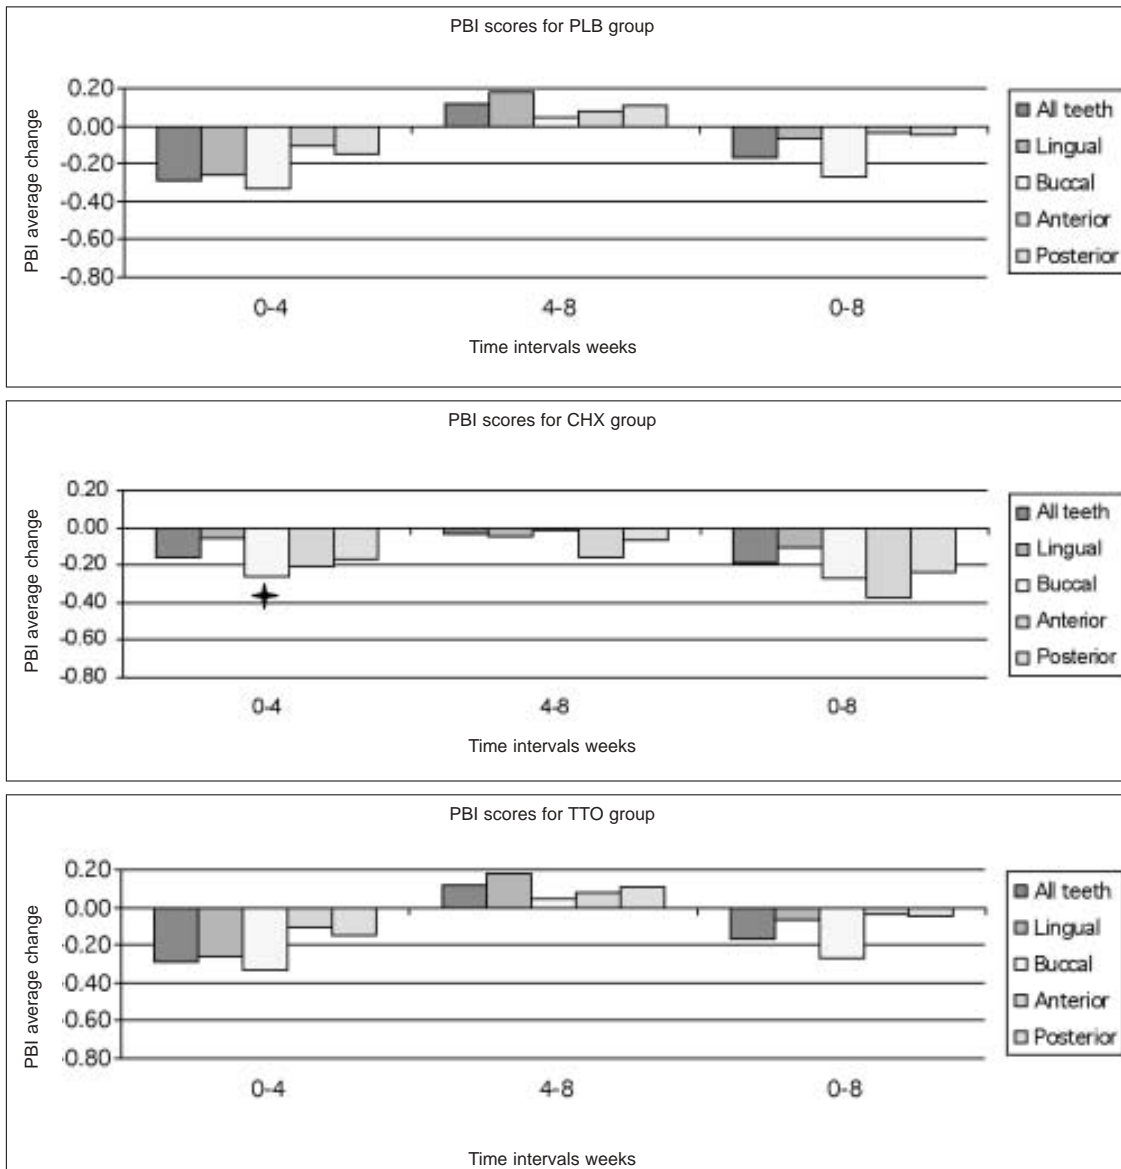 PBI scores for PLB group
PBI average change
0.20
0.00
-0.20
-0.40
-0.60
-0.80
0-4 4-8 0-8
Time intervals weeks
All teeth
Lingual
Buccal
Anterior
Posterior
PBI scores for CHX group
PBI average change
0.20
0.00
-0.20
-0.40
-0.60
-0.80
0-4 4-8 0-8
Time intervals weeks
All teeth
Lingual
Buccal
Anterior
Posterior
PBI scores for TTO group
PBI average change
0.20
0.00
-0.20
-0.40
-0.60
-0.80
0-4 4-8 0-8
Time intervals weeks
All teeth
Lingual
Buccal
Anterior
Posterior